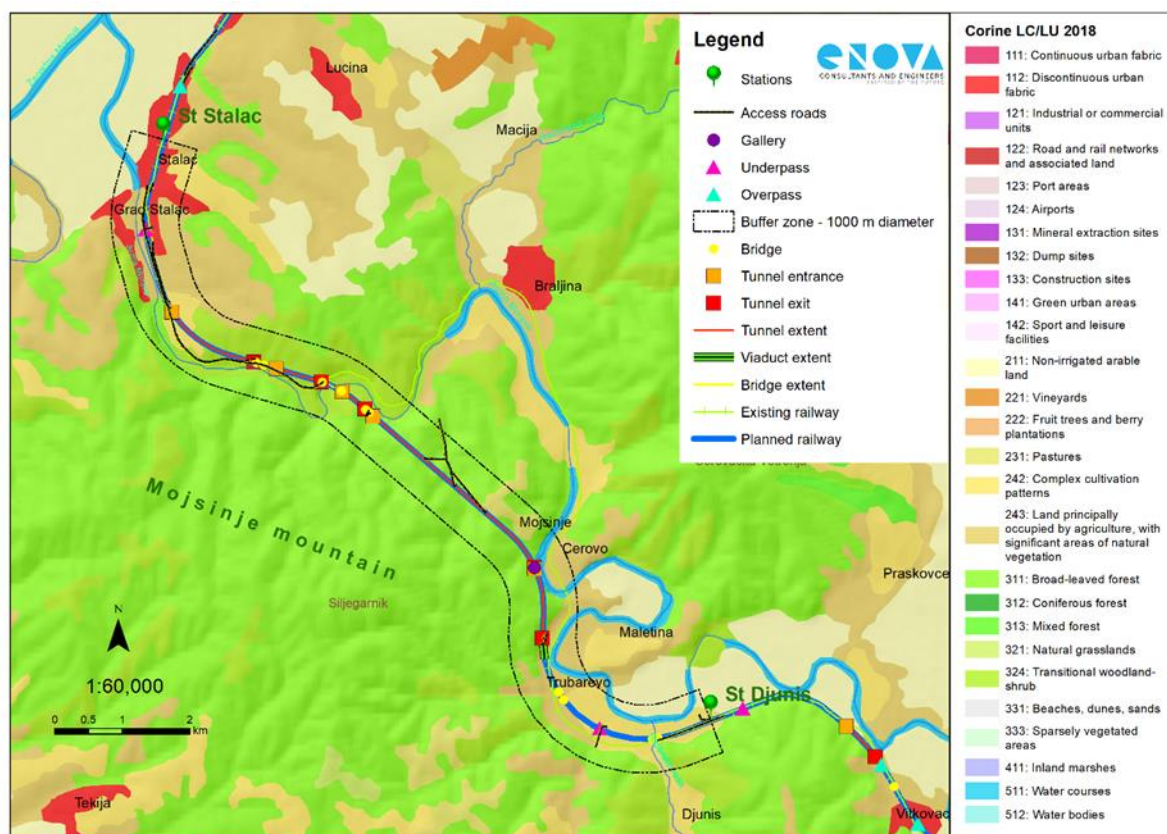 Legend
enova
CONSULTANTS AND ENGINEERS
Stations
Access roads
Gallery
Underpass
Overpass
Buffer zone - 1000 m diameter
Bridge
Tunnel entrance
Tunnel exit
Tunnel extent
Viaduct extent
Bridge extent
Existing railway
Planned railway
Lucina
St Stalac
Stalac
Macija
Grad Stalac
Braljina
Mojsinje mountain
Mojsinje
Cerovo
Siljegarnik
Praskovce
Maletina
Trubarevo
St Djunis
N
1:60,000
0 0.5 1 2
km
Tekija
Djunis
Vitkovac
Corine LC/LU 2018
111: Continuous urban fabric
112: Discontinuous urban
fabric
121: Industrial or commercial
units
122: Road and rail networks
and associated land
123: Port areas
124: Airports
131: Mineral extraction sites
132: Dump sites
133: Construction sites
141: Green urban areas
142: Sport and leisure
facilities
211: Non-irrigated arable
land
221: Vineyards
222: Fruit trees and berry
plantations
231: Pastures
242: Complex cultivation
patterns
243: Land principally
occupied by agriculture, with
significant areas of natural
vegetation
311: Broad-leaved forest
312: Coniferous forest
313: Mixed forest
321: Natural grasslands
324: Transitional woodland-
shrub
331: Beaches, dunes, sands
333: Sparsely vegetated
areas
411: Inland marshes
511: Water courses
512: Water bodies